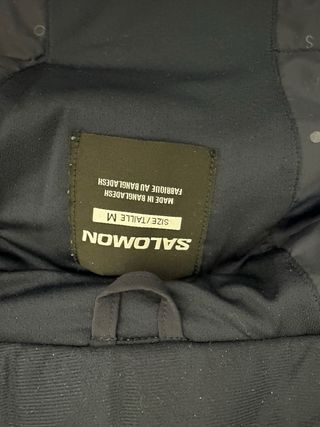 SALOMON
SIZE/TAILLE M
MADE IN BANGLADESH
FABRIQUE AU BANGLADESH